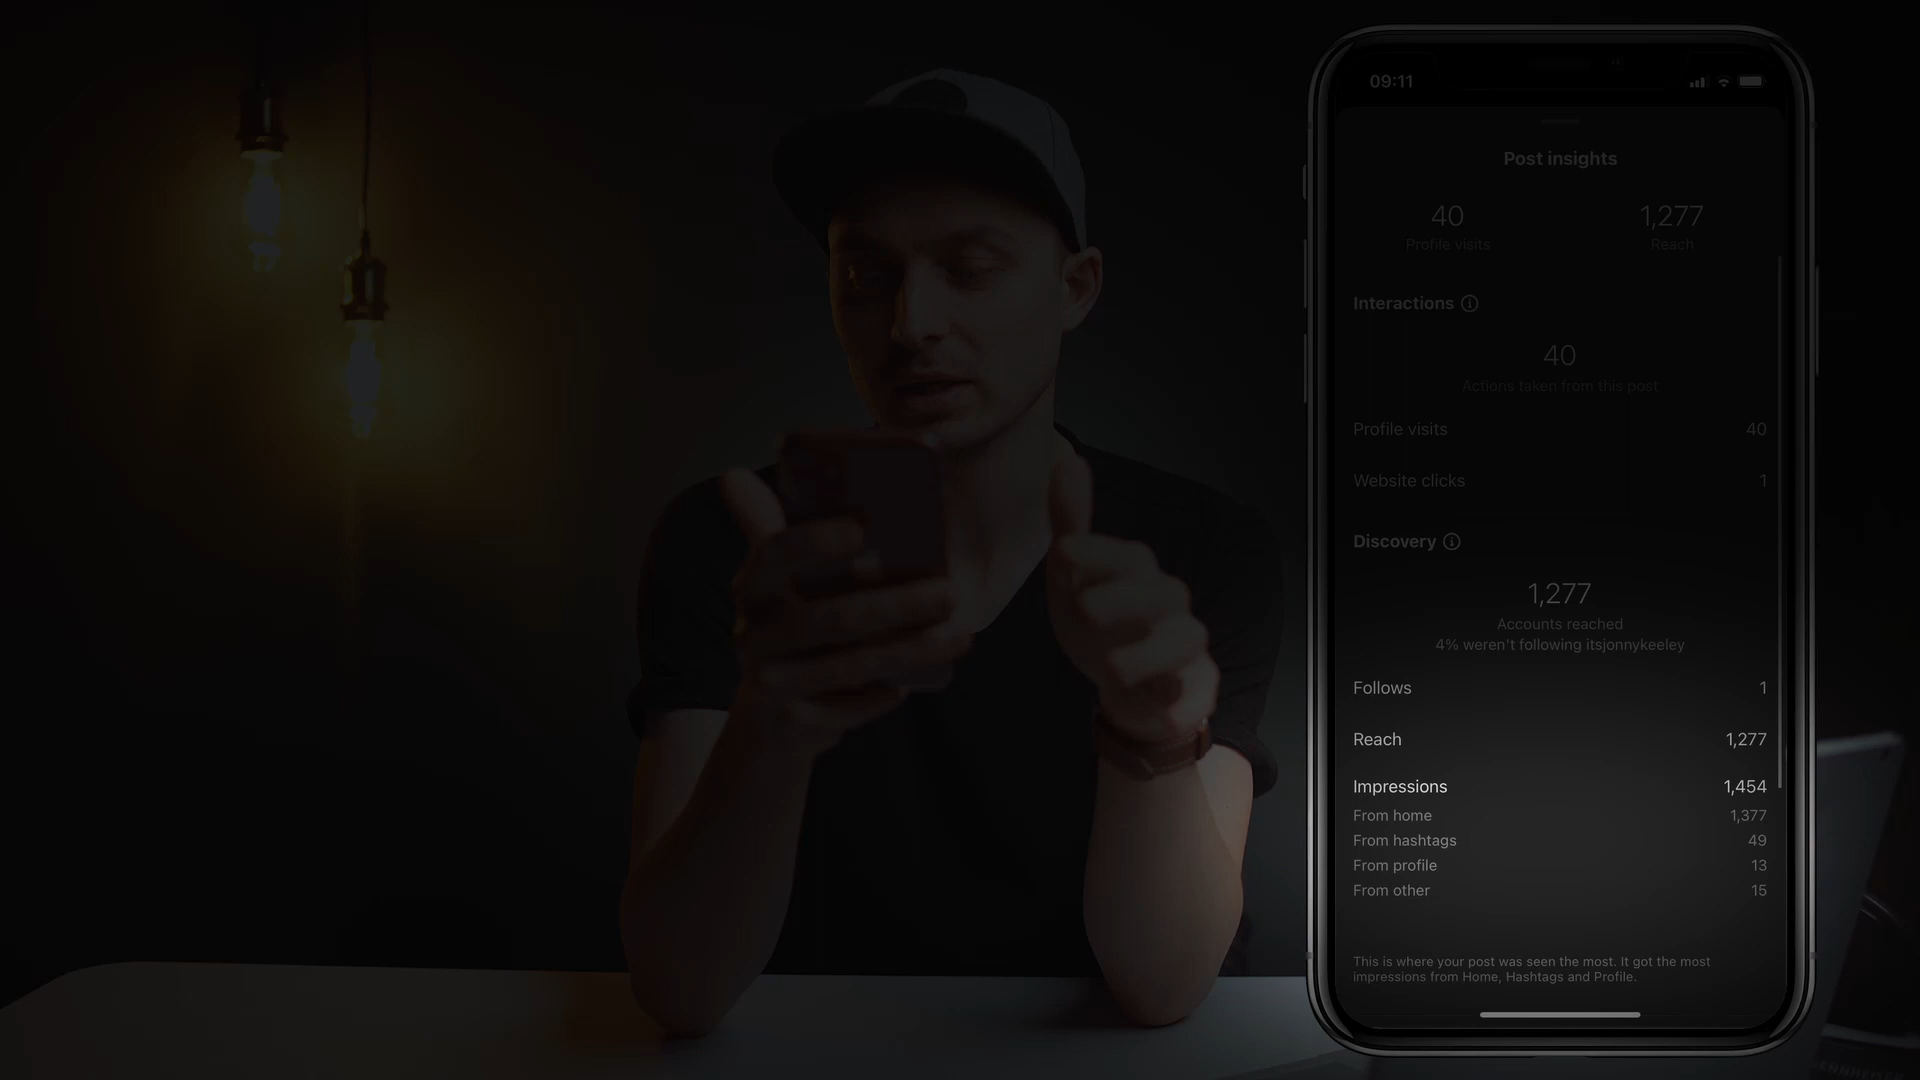 09:11
Post insights
40
1,277
Profile visits
Reach
Interactions
40
Actions taken from this post
Profile visits 40
Website clicks 1
Discovery
1,277
Accounts reached
4% weren't following itsjonnykeeley
Follows 1
Reach 1,277
Impressions 1,454
From home 1,377
From hashtags 49
From profile 13
From other 15
This is where your post was seen the most. It got the most
impressions from Home, Hashtags and Profile.
SENNHEISER